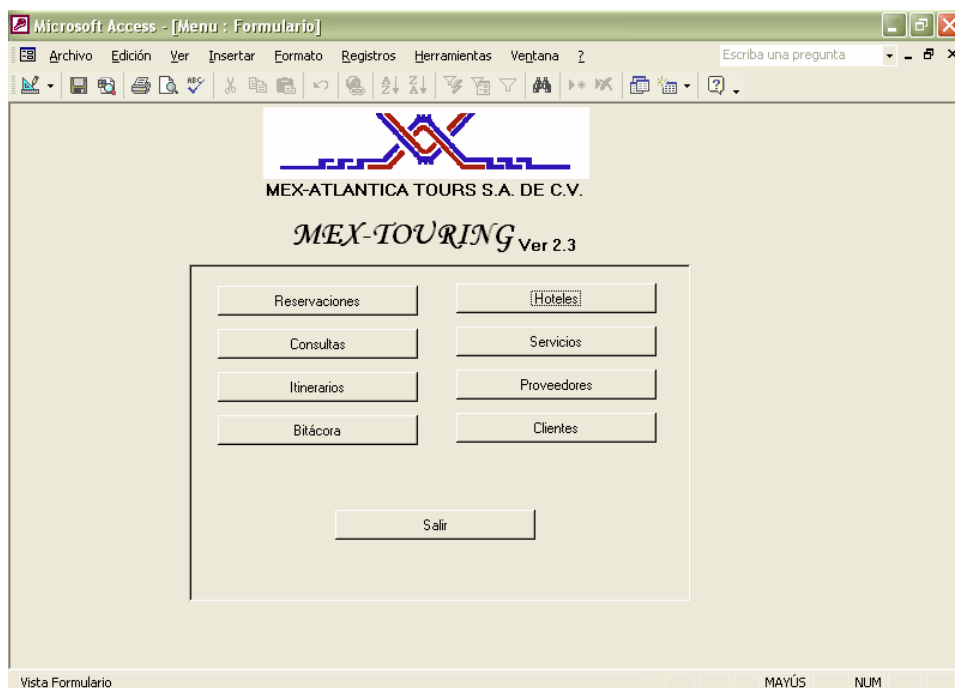 Microsoft Access - [Menu : Formulario]
Archivo Edición Ver Insertar Formato Registros Herramientas Ventana ? Escriba una pregunta
MEX-ATLANTICA TOURS S.A. DE C.V.
MEX-TOURING Ver 2.3
Reservaciones Hoteles
Consultas Servicios
Itinerarios Proveedores
Bitácora Clientes
Salir
Vista Formulario MAYÚS NUM